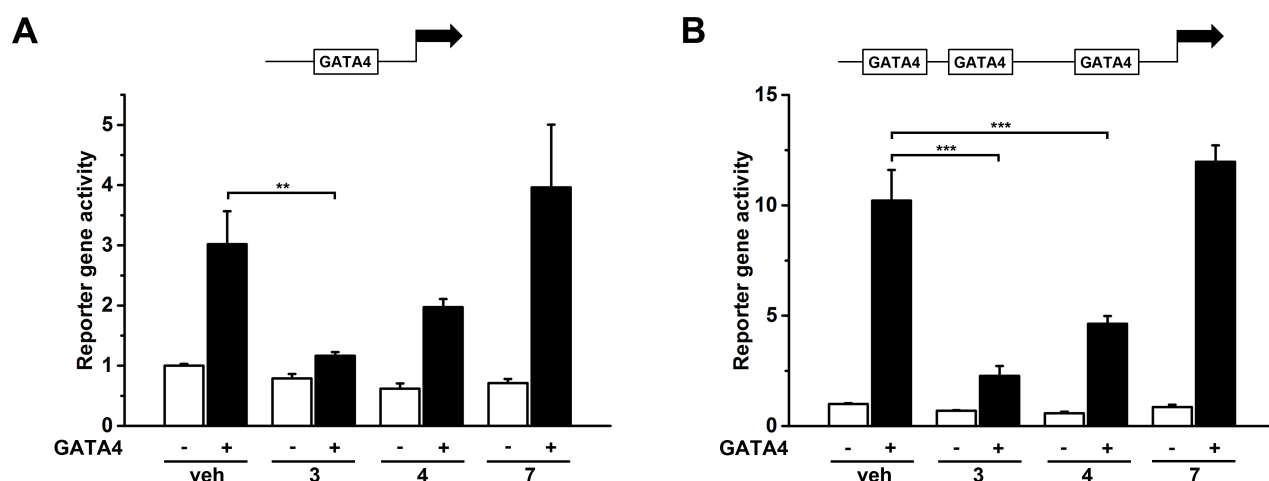 A
GATA4
Reporter gene activity
5
4
3
2
1
0
**
GATA4 - + - + - + - +
veh 3 4 7
B
GATA4 GATA4 GATA4
Reporter gene activity
15
10
5
0
***
***
GATA4 - + - + - + - +
veh 3 4 7